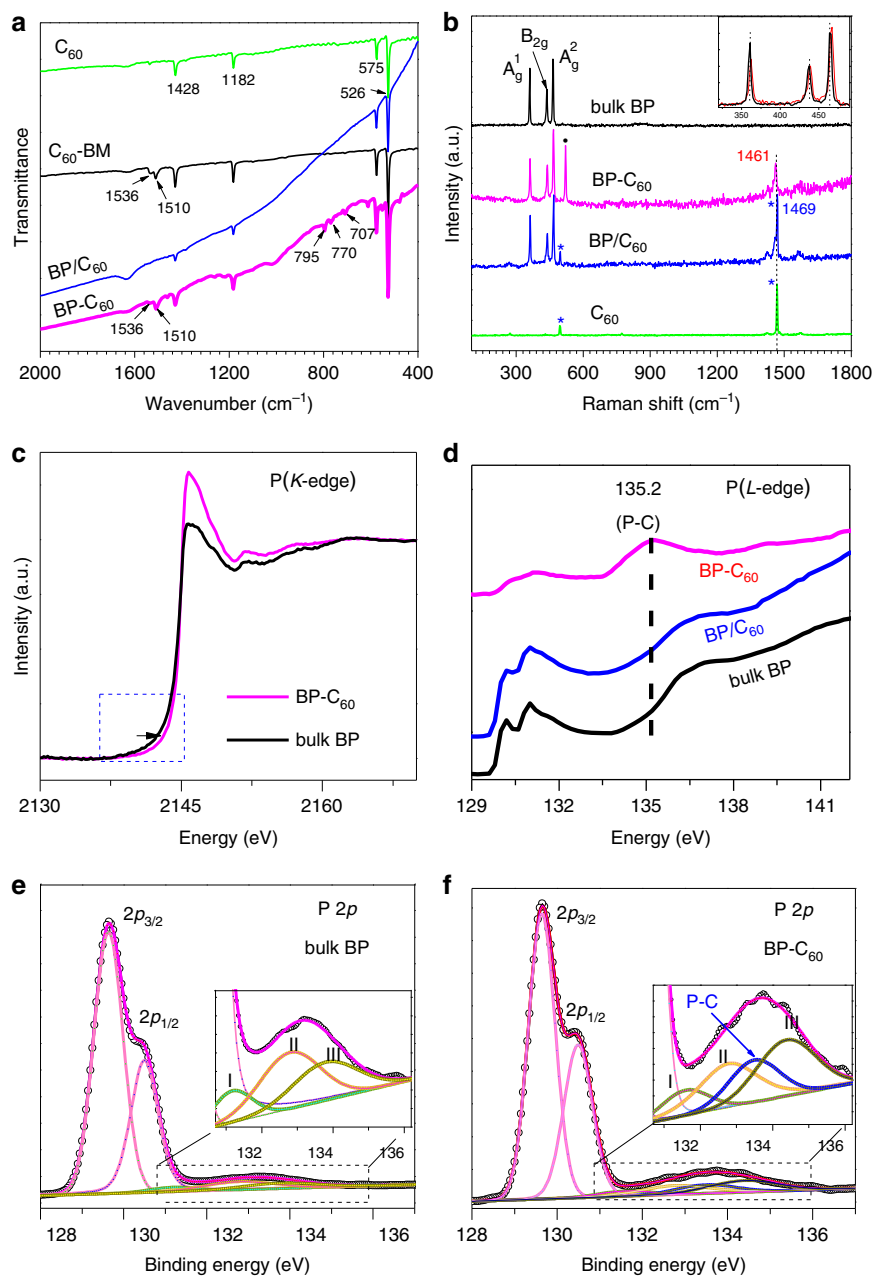 a
C60
1428
1182
575
526
C60-BM
1536
1510
BP/C60
795
770
707
BP-C60
1536
1510
Transmittance
2000
1600
1200
800
400
Wavenumber (cm−1)
b
Ag1
B2g
Ag2
bulk BP
350
400
450
•
1461
BP-C60
*
1469
BP/C60
*
*
C60
*
Intensity (a.u.)
300
600
900
1200
1500
1800
Raman shift (cm−1)
c
P(K-edge)
BP-C60
bulk BP
Intensity (a.u.)
2130
2145
2160
Energy (eV)
d
135.2
(P-C)
P(L-edge)
BP-C60
BP/C60
bulk BP
129
132
135
138
141
Energy (eV)
e
2p3/2
2p1/2
P 2p
bulk BP
I
II
III
132
134
136
128
130
132
134
136
Binding energy (eV)
f
2p3/2
2p1/2
P 2p
BP-C60
P-C
I
II
III
132
134
136
128
130
132
134
136
Binding energy (eV)